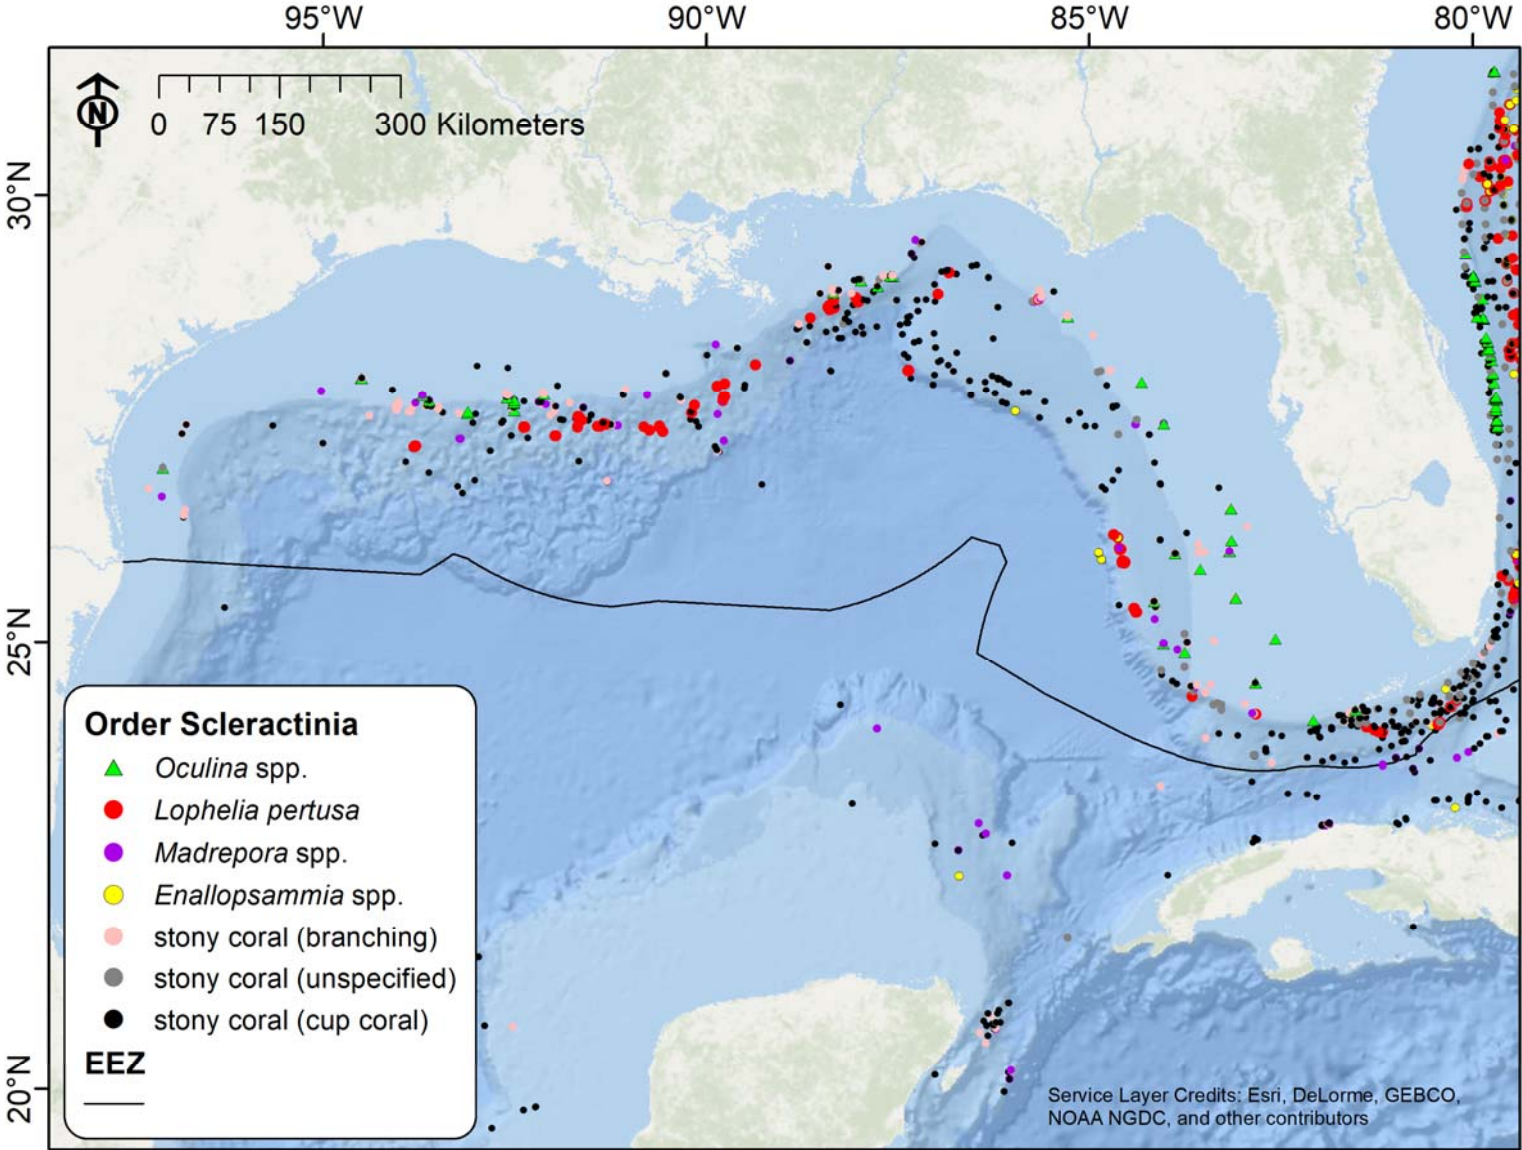 95°W 90°W 85°W 80°W
N
0 75 150 300 Kilometers
30°N
25°N
20°N
Order Scleractinia
Oculina spp.
Lophelia pertusa
Madrepora spp.
Enallopsammia spp.
stony coral (branching)
stony coral (unspecified)
stony coral (cup coral)
EEZ
Service Layer Credits: Esri, DeLorme, GEBCO,
NOAA NGDC, and other contributors